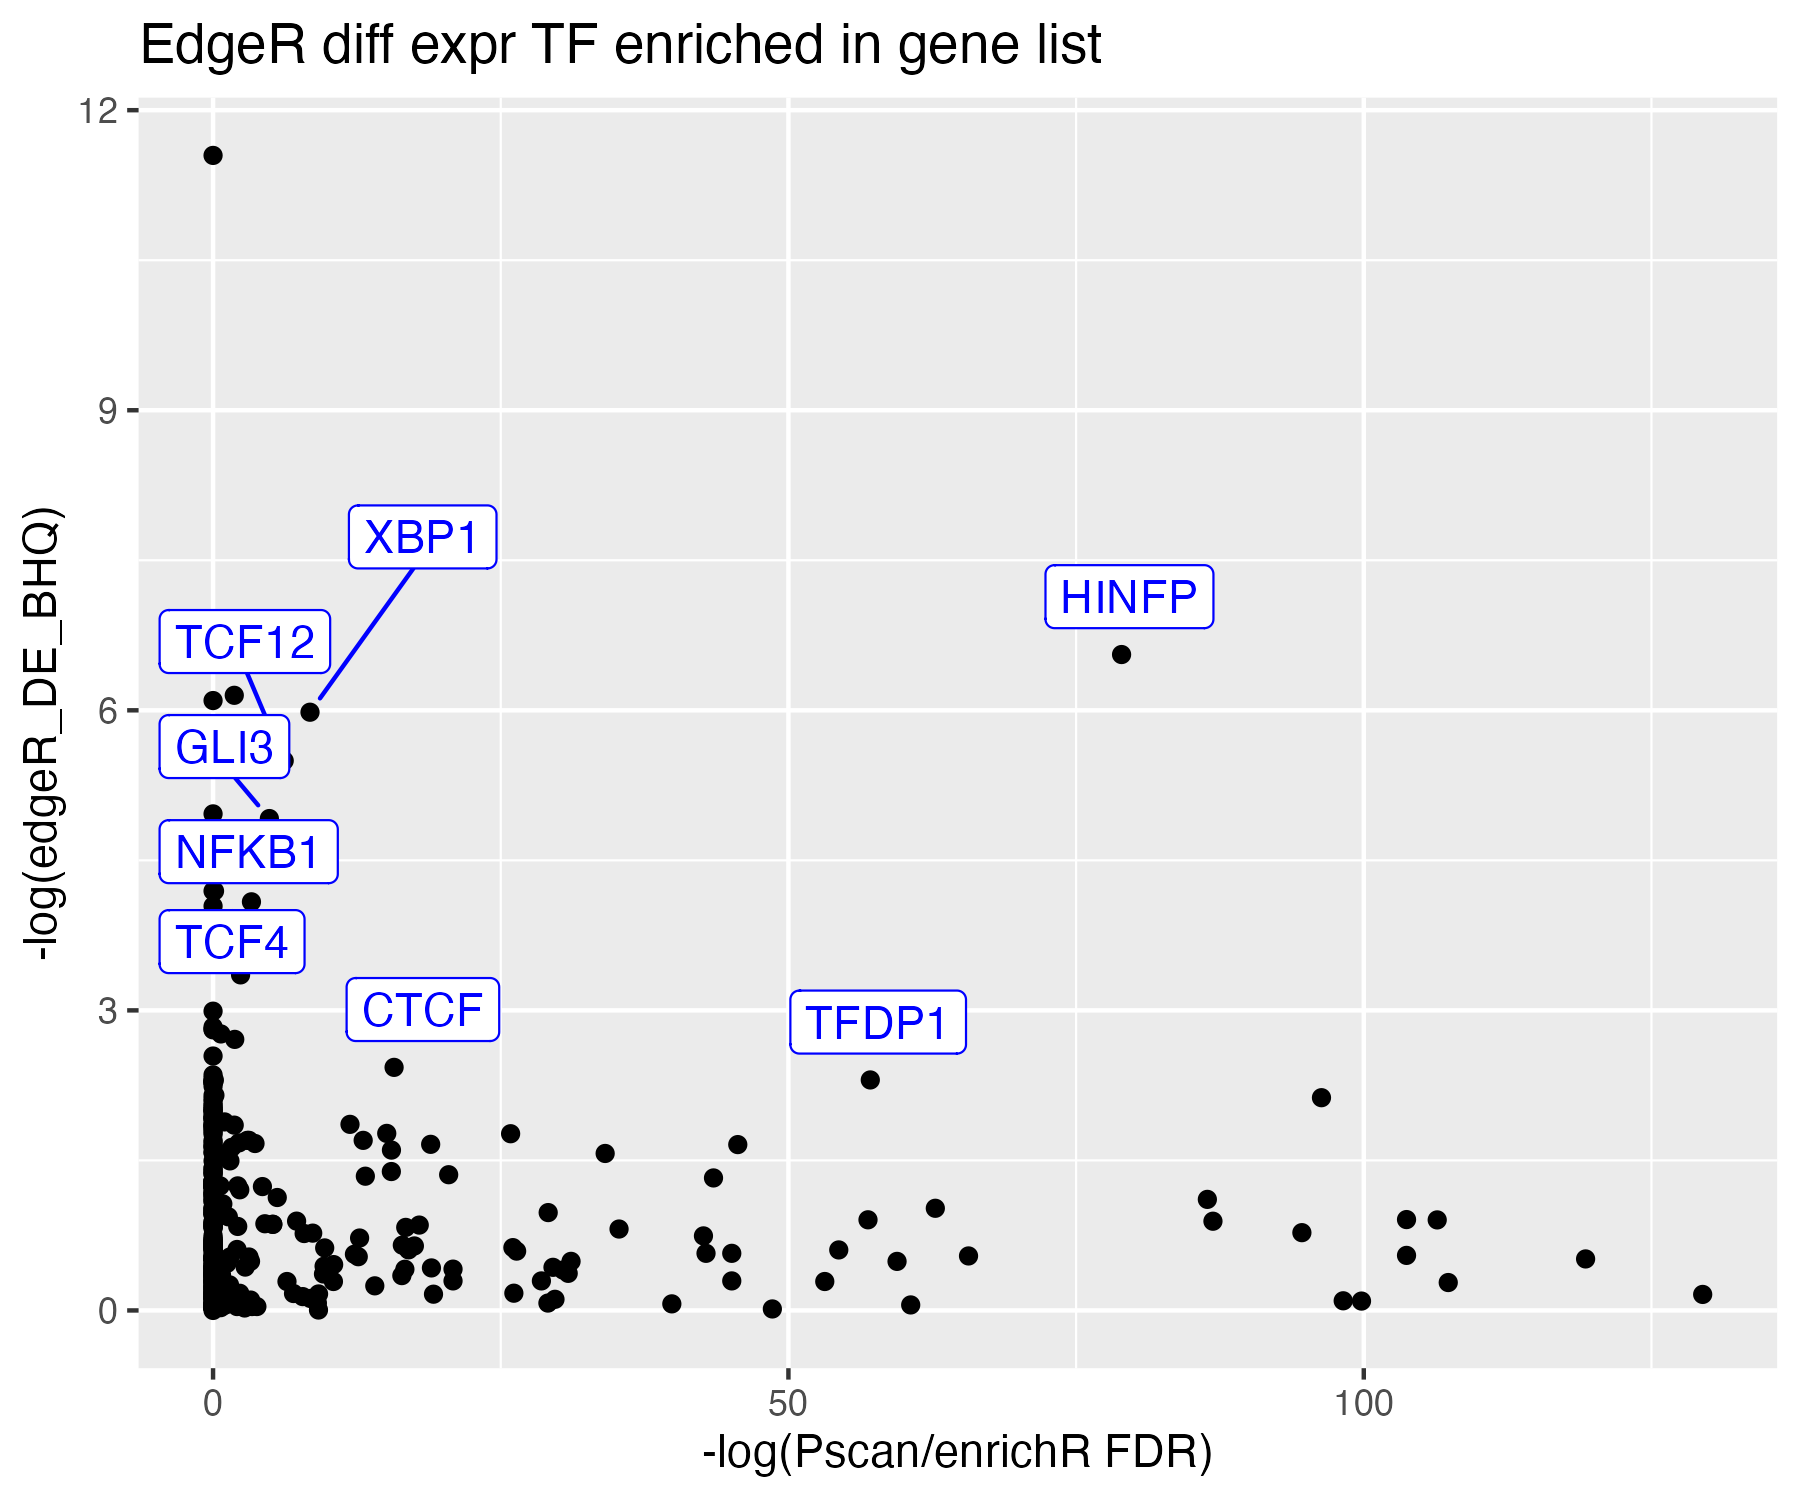 EdgeR diff expr TF enriched in gene list
12
9
6
3
0
-log(edgeR_DE_BHQ)
XBP1
HINFP
TCF12
GLI3
NFKB1
TCF4
CTCF
TFDP1
0
50
100
-log(Pscan/enrichR FDR)